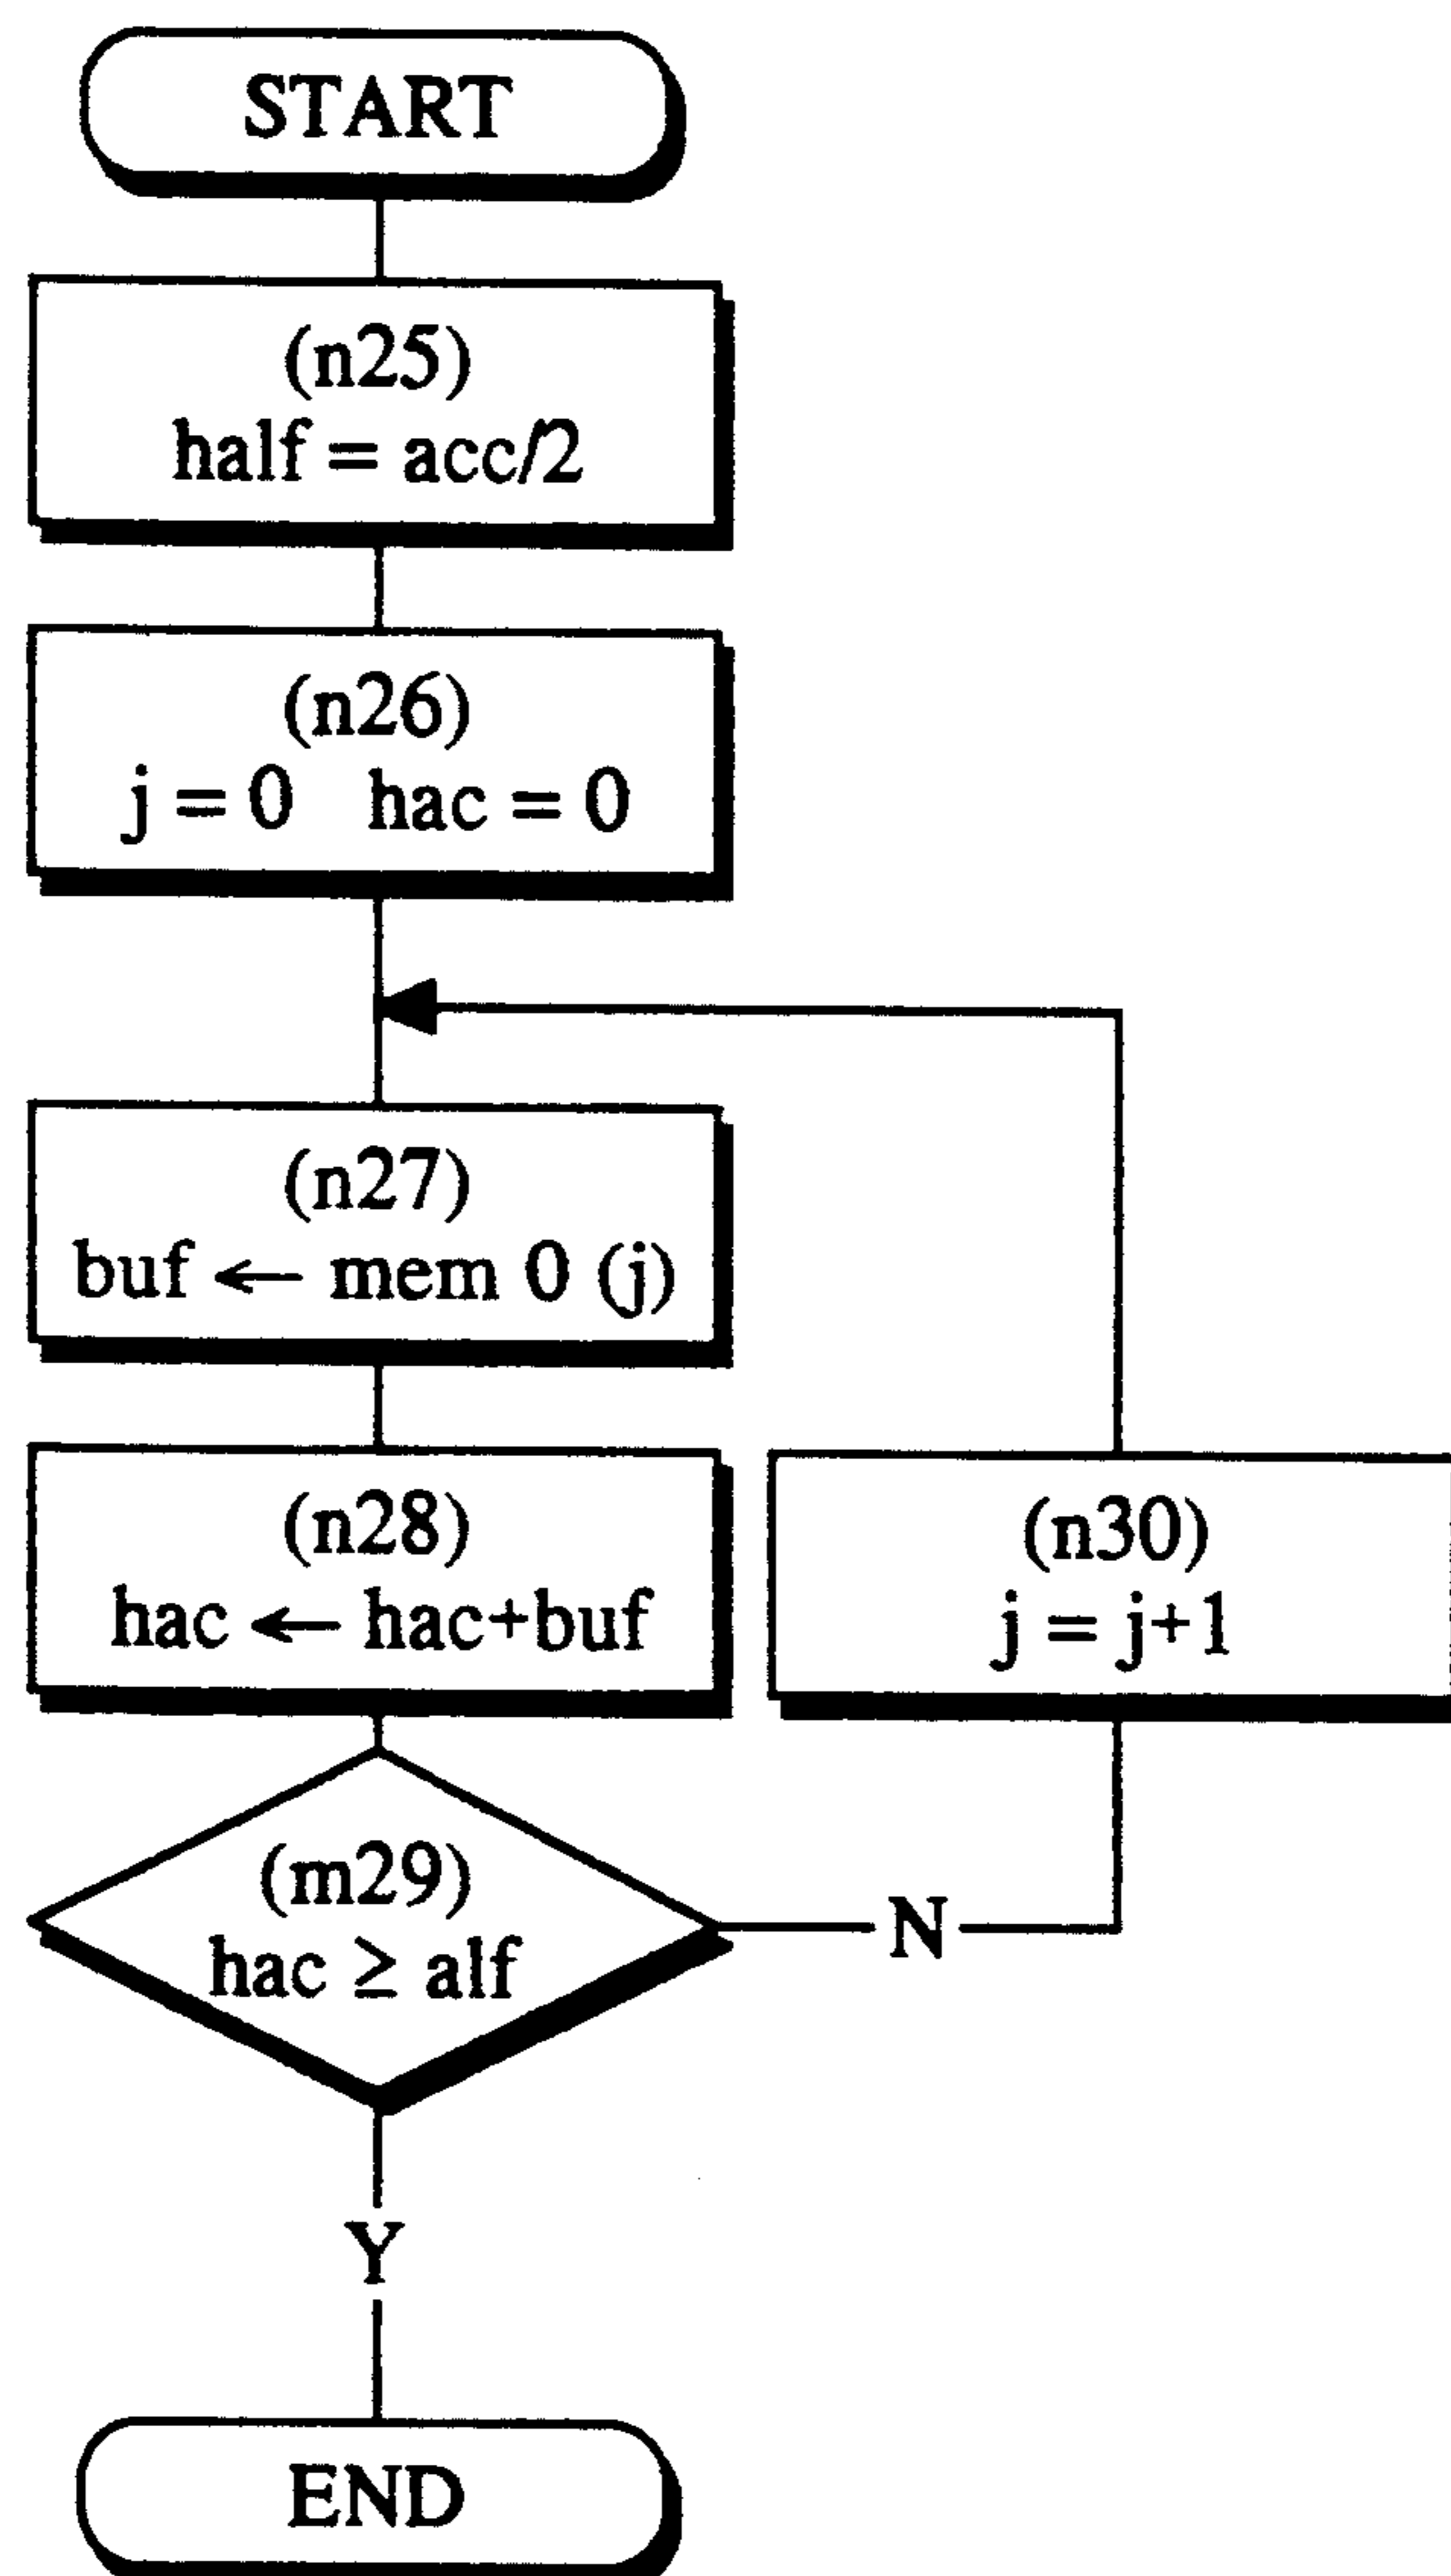 START
(n25)
half = acc/2
(n26)
j = 0 hac = 0
(n27)
buf ← mem 0 (j)
(n28)
hac ← hac+buf
(n30)
j = j+1
(m29)
hac ≥ alf
N
Y
END